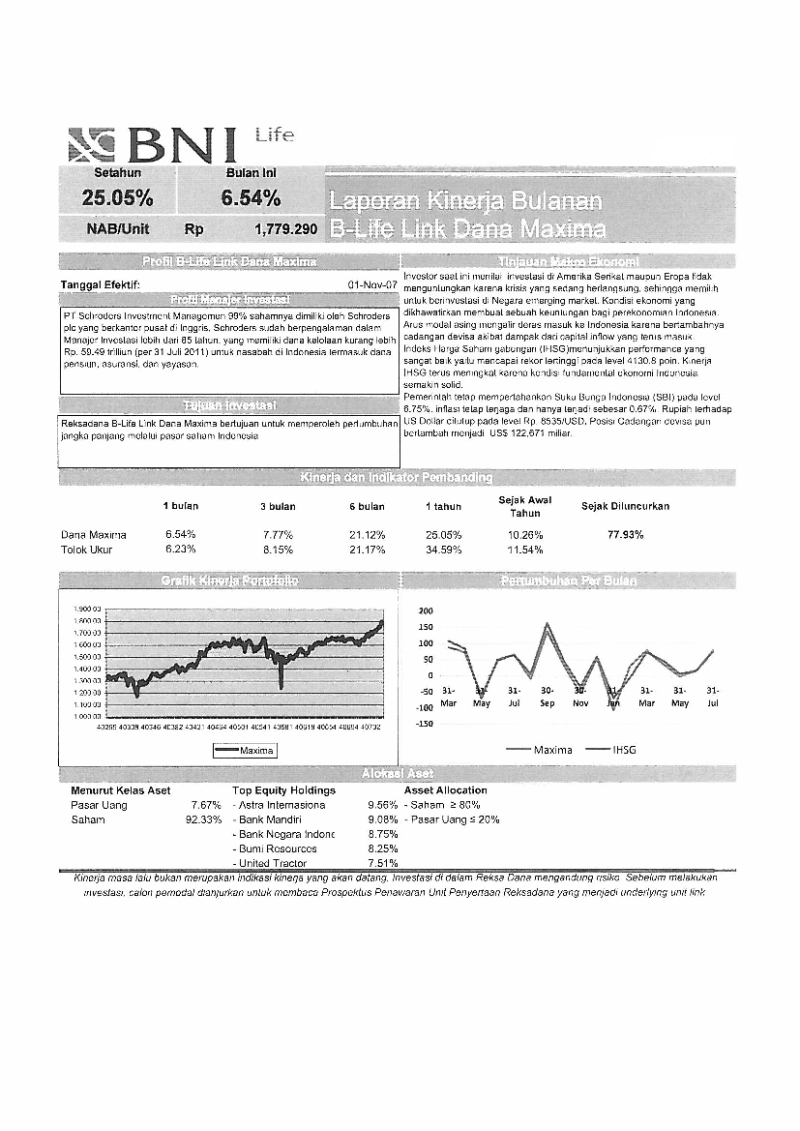 BNI Life
Setahun Bulan Ini
25.05% 6.54%
NAB/Unit Rp 1,779.290
Laporan Kinerja Bulanan
B-Life Link Dana Maxima
Profil B-Life Link Dana Maxima
Tanggal Efektif: 01-Nov-07
Profil Manajer Investasi
PT Schroders Investment Managemen 99% sahamnya dimiliki oleh Schroders
plc yang berkantor pusat di Inggris. Schroders sudah berpengalaman dalam
Manajer Investasi lebih dari 85 tahun, yang memiliki dana kelolaan kurang lebih
Rp. 59.49 trilliun (per 31 Juli 2011) untuk nasabah di Indonesia termasuk dana
pensiun, asuransi, dan yayasan.
Tujuan Investasi
Reksadana B-Life Link Dana Maxima bertujuan untuk memperoleh pertumbuhan
jangka panjang melalui pasar saham Indonesia
Tinjauan Makro Ekonomi
Investor saat ini menilai investasi di Amerika Serikat maupun Eropa tidak
menguntungkan karena krisis yang sedang berlangsung, sehingga memilih
untuk berinvestasi di Negara emerging market. Kondisi ekonomi yang
dikhawatirkan membuat sebuah keuntungan bagi perekonomian Indonesia.
Arus modal asing mengalir deras masuk ke Indonesia karena bertambahnya
cadangan devisa akibat dampak dari capital inflow yang terus masuk.
Indeks Harga Saham gabungan (IHSG)menunjukkan performance yang
sangat baik yaitu mencapai rekor tertinggi pada level 4130.8 poin. Kinerja
IHSG terus meningkat karena kondisi fundamental ekonomi Indonesia
semakin solid.
Pemerintah tetap mempertahankan Suku Bunga Indonesia (SBI) pada level
6.75%, inflasi tetap terjaga dan hanya terjadi sebesar 0.67%. Rupiah terhadap
US Dollar ditutup pada level Rp. 8535/USD. Posisi Cadangan devisa pun
bertambah menjadi US$ 122,671 miliar.
Kinerja dan Indikator Pembanding
1 bulan 3 bulan 6 bulan 1 tahun Sejak Awal Tahun Sejak Diluncurkan
Dana Maxima 6.54% 7.77% 21.12% 25.05% 10.26% 77.93%
Tolok Ukur 6.23% 8.15% 21.17% 34.59% 11.54%
Grafik Kinerja Portofolio
1.900 00
1.800 00
1.700 00
1.600 00
1.500 00
1.400 00
1.300 00
1.200 00
1.100 00
1.000 00
Maxima
Pertumbuhan Per Bulan
200
150
100
50
0
-50
-100
-150
31- 31- 31- 30- 30- 31- 31- 31- 31-
Mar May Jul Sep Nov Jan Mar May Jul
Maxima IHSG
Alokasi Aset
Menurut Kelas Aset Top Equity Holdings Asset Allocation
Pasar Uang 7.67% - Astra Internasiona 9.56% - Saham ≥ 80%
Saham 92.33% - Bank Mandiri 9.08% - Pasar Uang ≤ 20%
- Bank Negara Indone 8.75%
- Bumi Resources 8.25%
- United Tractor 7.51%
Kinerja masa lalu bukan merupakan indikasi kinerja yang akan datang. Investasi di dalam Reksa Dana mengandung risiko. Sebelum melakukan
investasi, calon pemodal dianjurkan untuk membaca Prospektus Penawaran Unit Penyertaan Reksadana yang menjadi underlying unit link